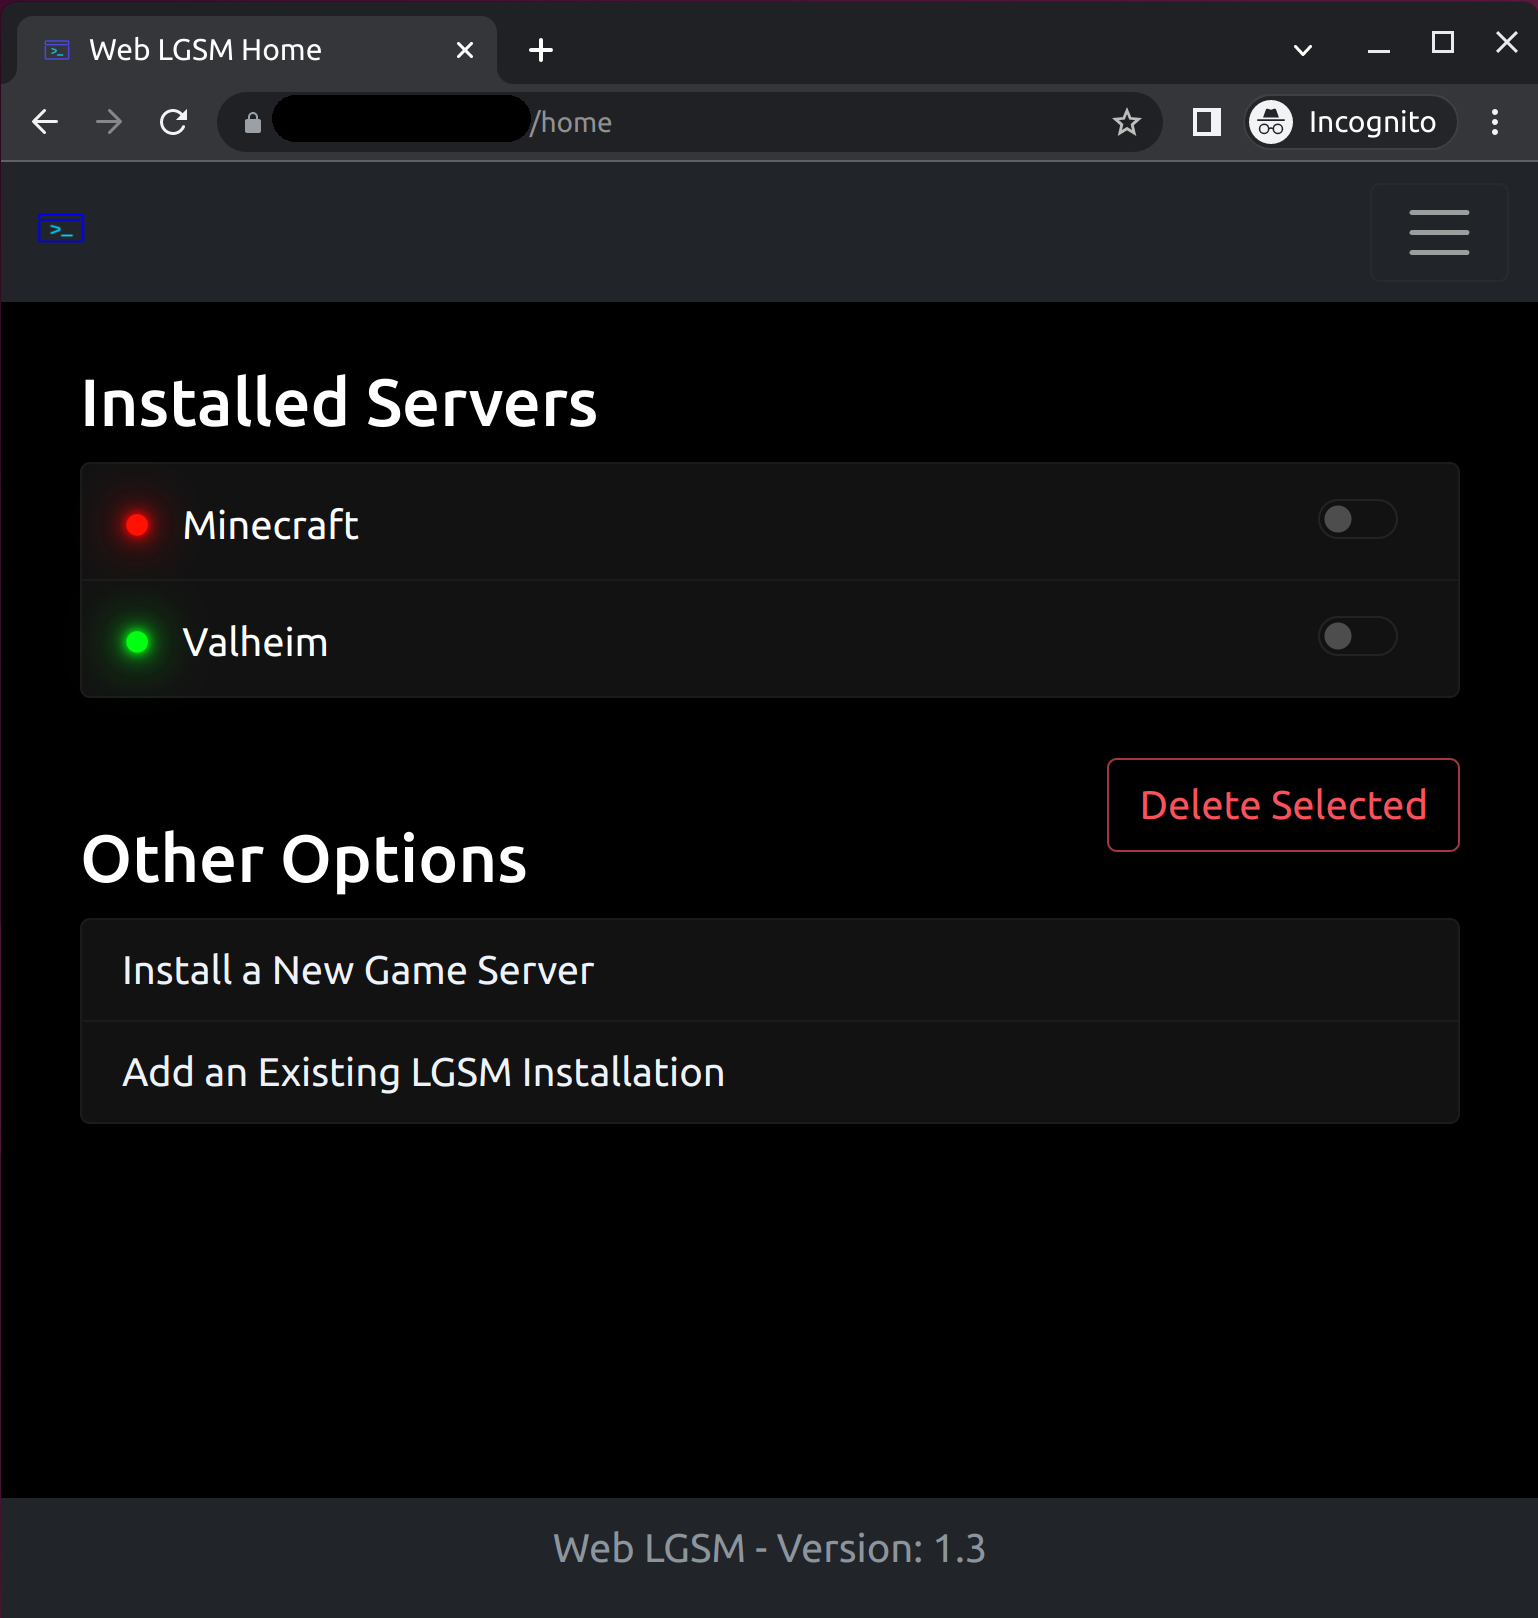 Web LGSM Home
/home
Incognito
>_
Installed Servers
Minecraft
Valheim
Delete Selected
Other Options
Install a New Game Server
Add an Existing LGSM Installation
Web LGSM - Version: 1.3